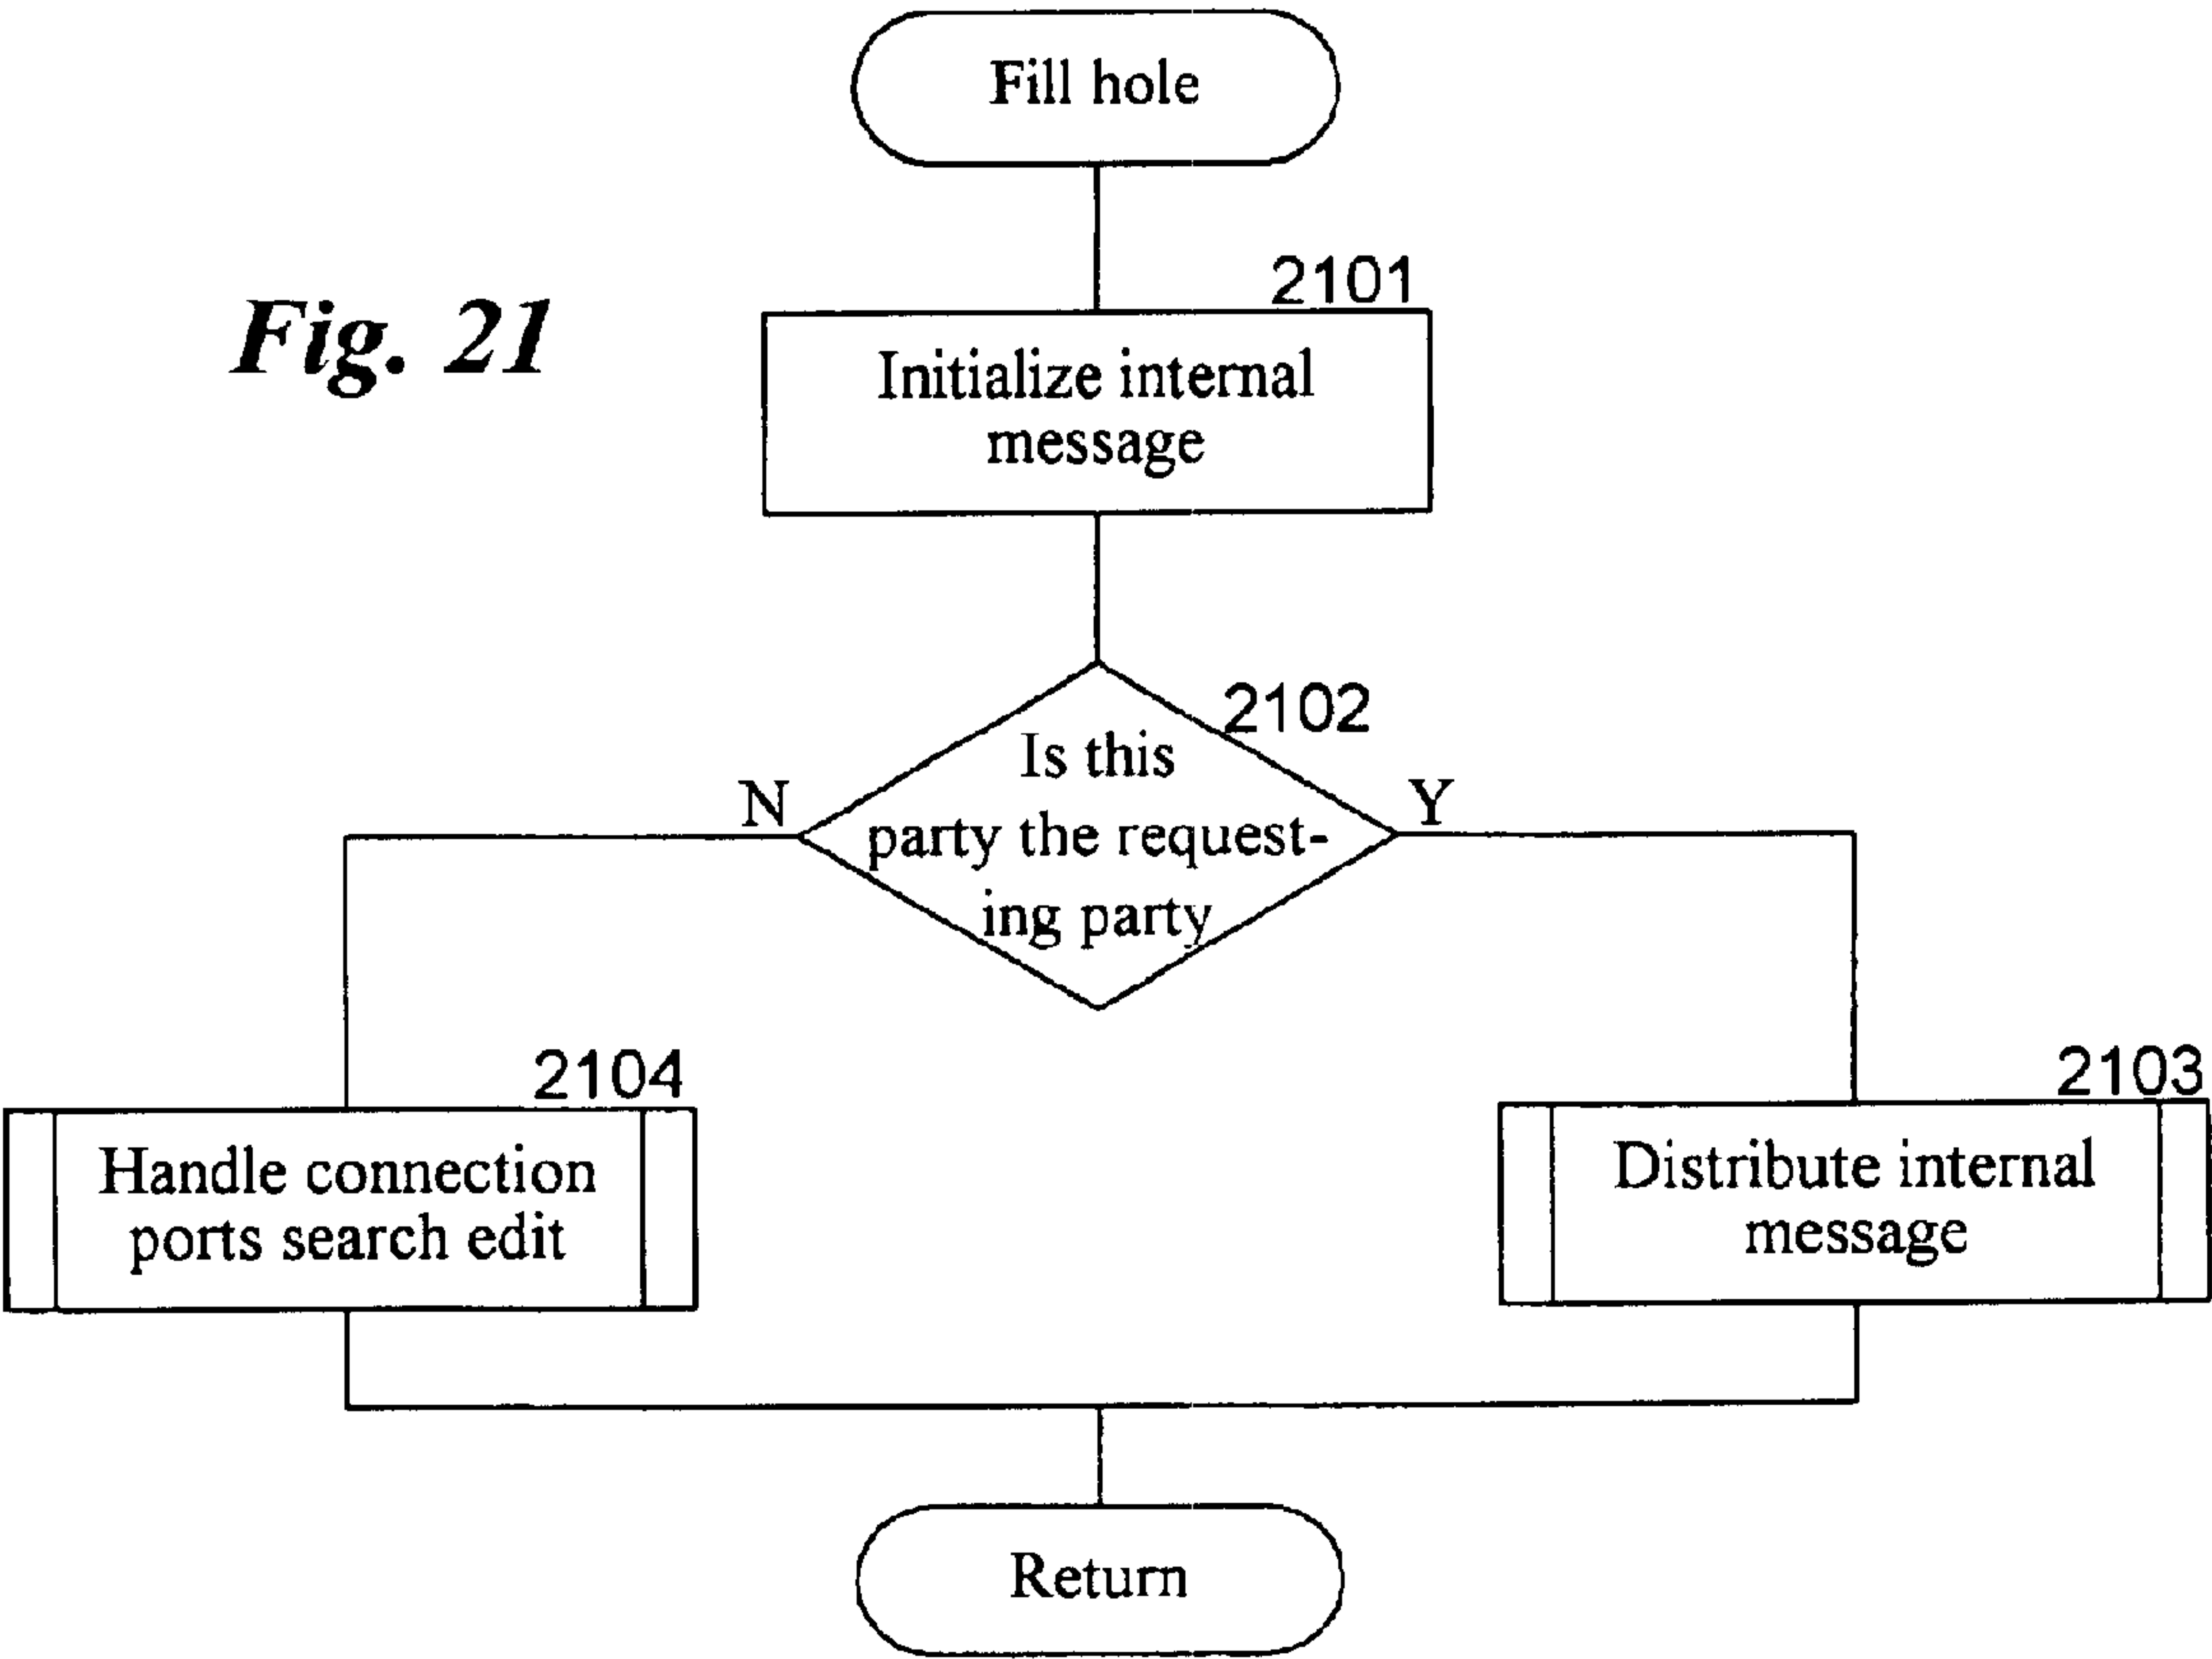 Fill hole
Fig. 21
2101
Initialize internal
message
2102
Is this
party the request-
ing party
N
Y
2104
Handle connection
ports search edit
2103
Distribute internal
message
Return